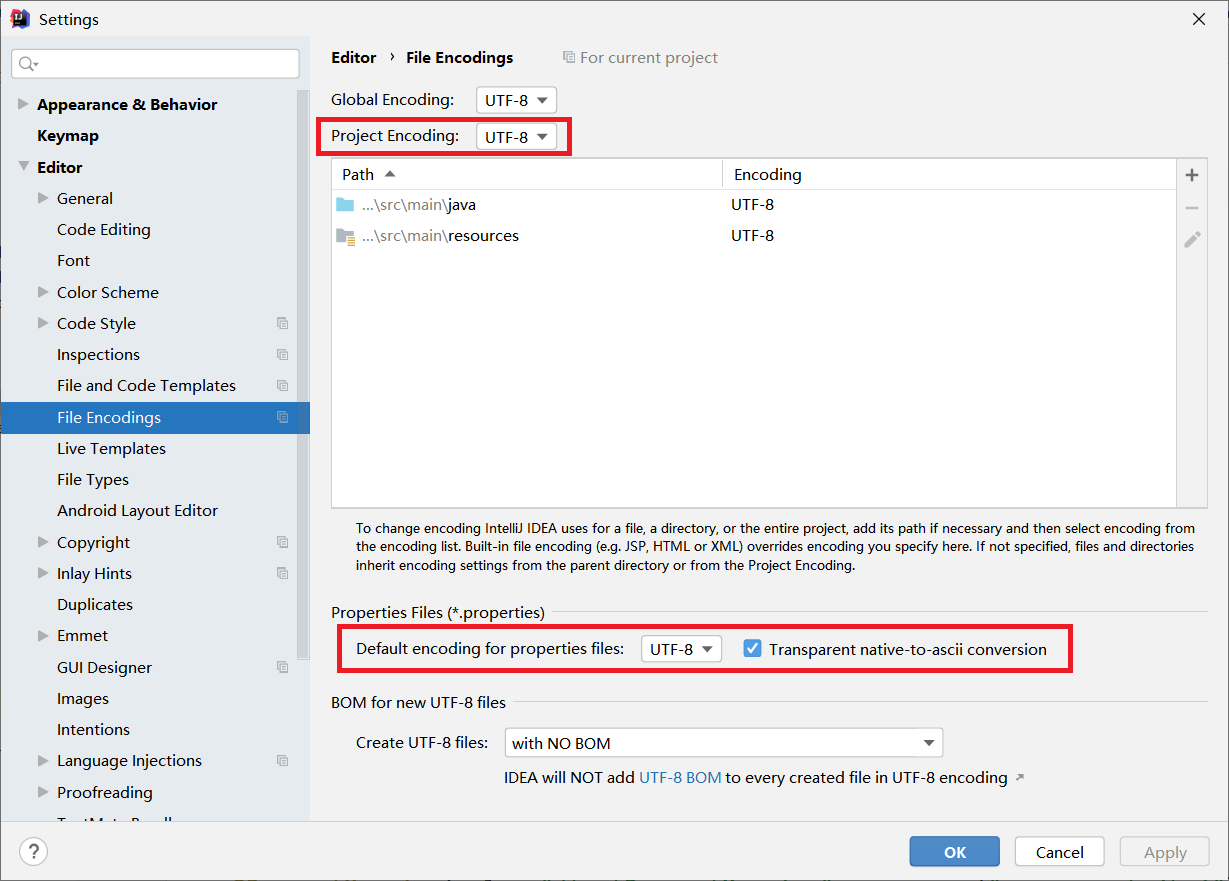 Settings
Appearance & Behavior
Keymap
Editor
General
Code Editing
Font
Color Scheme
Code Style
Inspections
File and Code Templates
File Encodings
Live Templates
File Types
Android Layout Editor
Copyright
Inlay Hints
Duplicates
Emmet
GUI Designer
Images
Intentions
Language Injections
Proofreading
Editor › File Encodings For current project
Global Encoding: UTF-8
Project Encoding: UTF-8
Path Encoding
...\src\main\java UTF-8
...\src\main\resources UTF-8
To change encoding IntelliJ IDEA uses for a file, a directory, or the entire project, add its path if necessary and then select encoding from
the encoding list. Built-in file encoding (e.g. JSP, HTML or XML) overrides encoding you specify here. If not specified, files and directories
inherit encoding settings from the parent directory or from the Project Encoding.
Properties Files (*.properties)
Default encoding for properties files: UTF-8 Transparent native-to-ascii conversion
BOM for new UTF-8 files
Create UTF-8 files: with NO BOM
IDEA will NOT add UTF-8 BOM to every created file in UTF-8 encoding ↗
? OK Cancel Apply